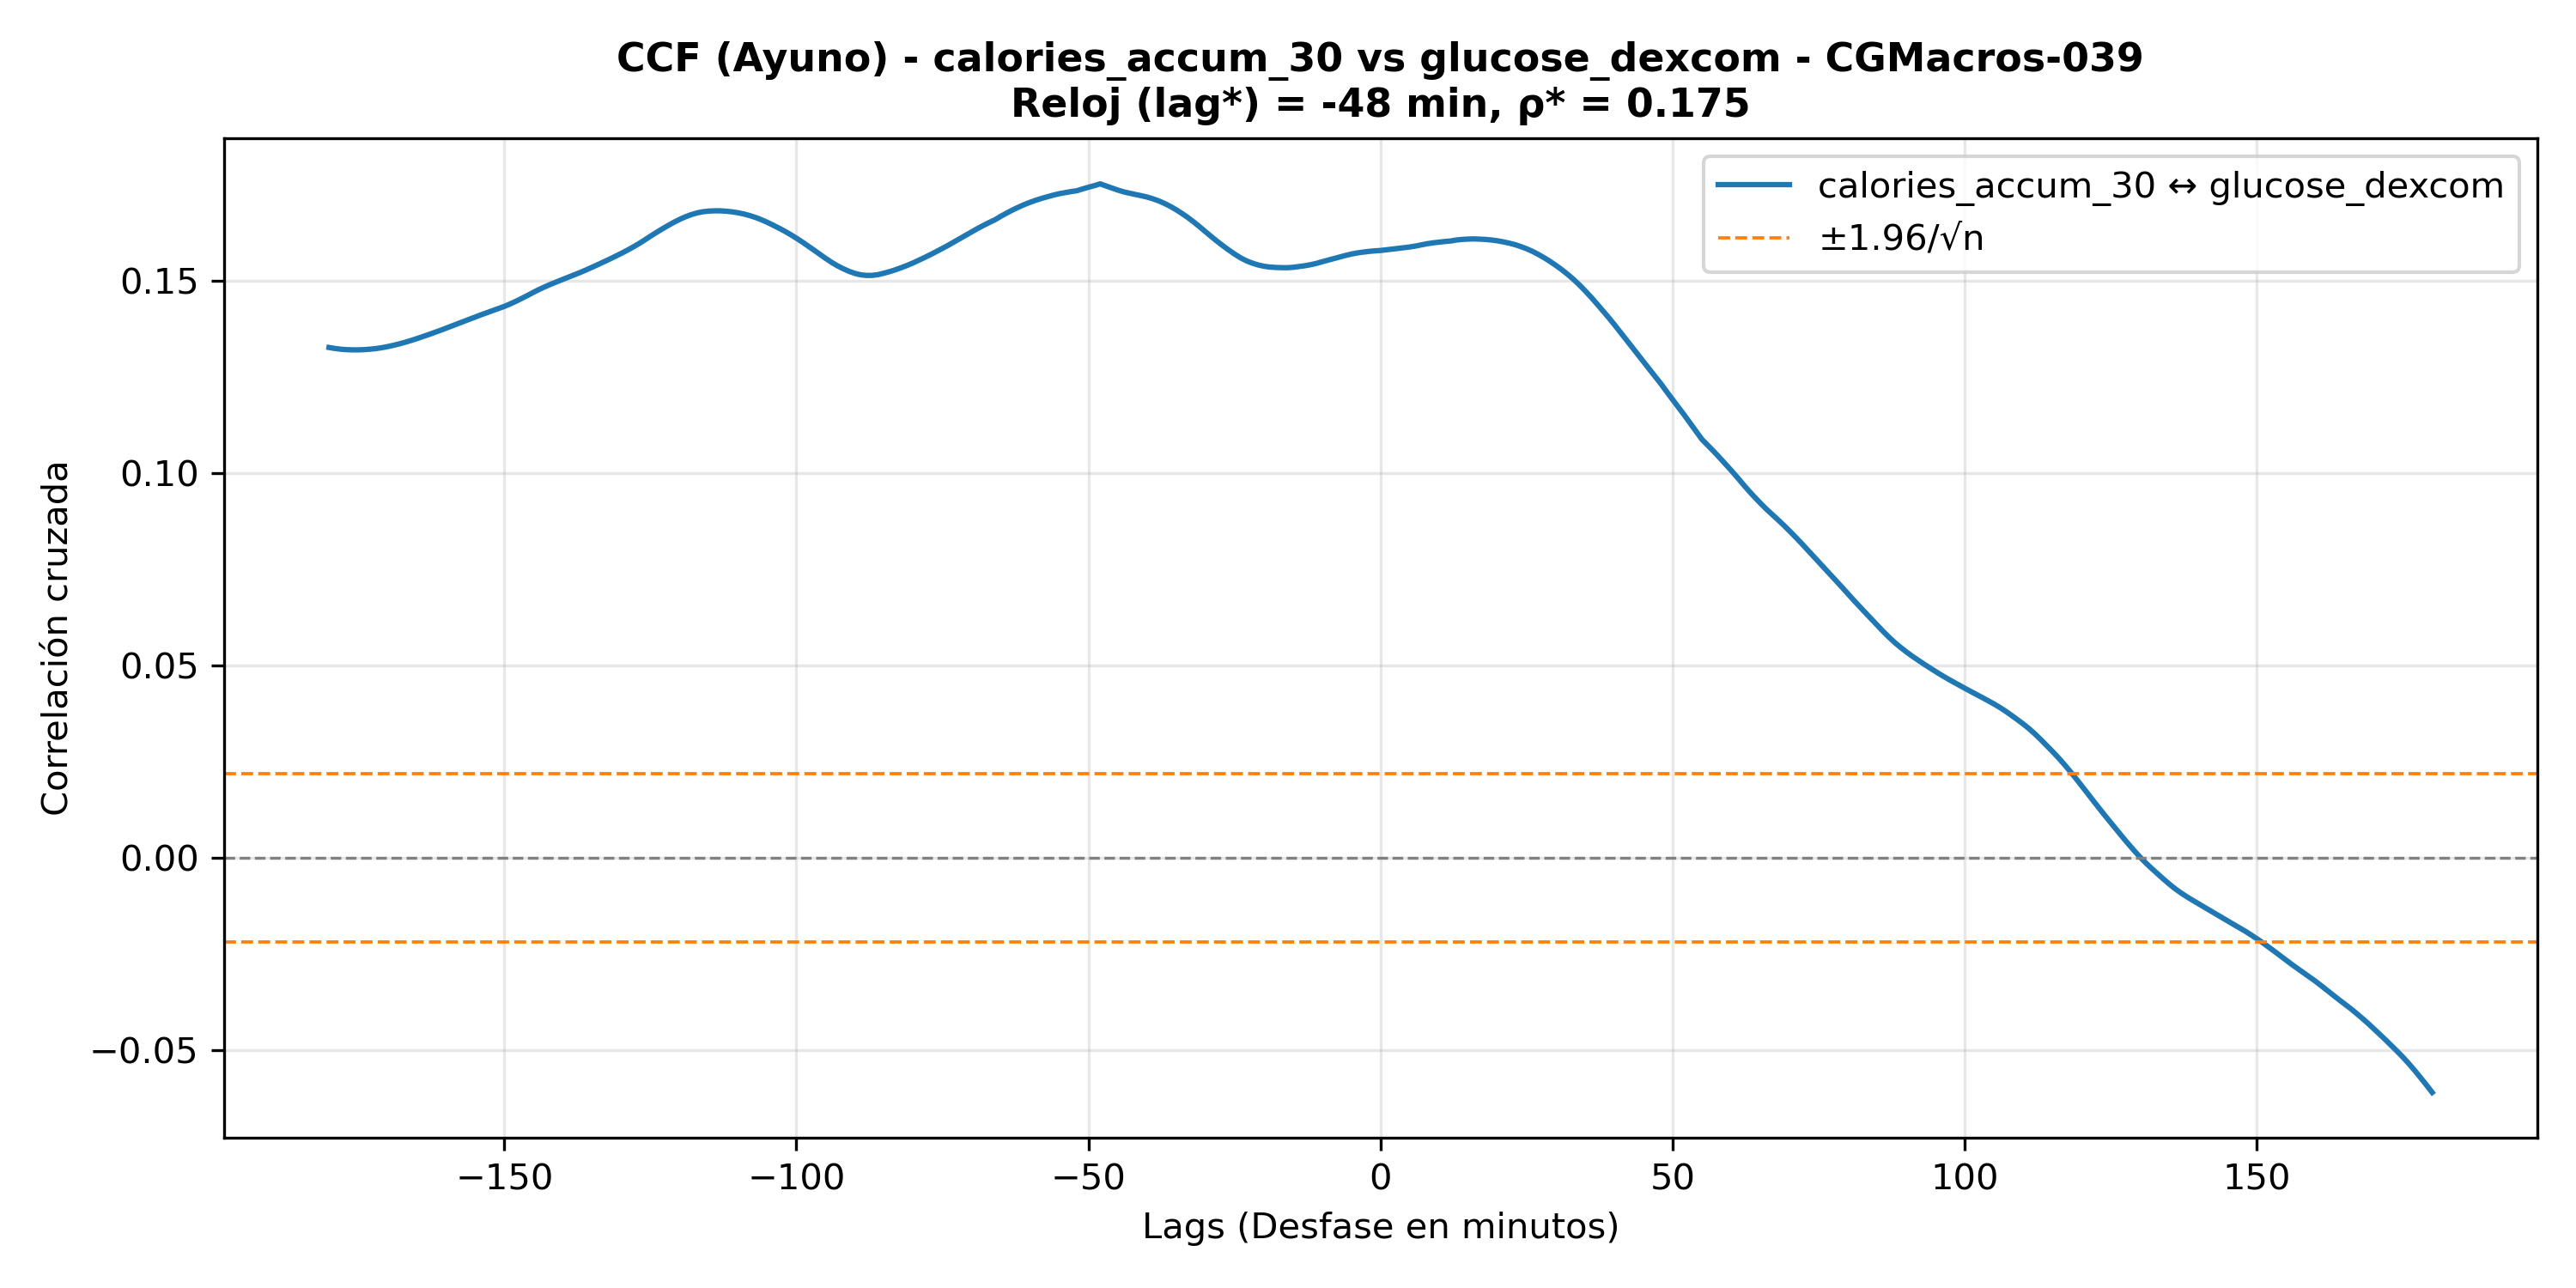 CCF (Ayuno) - calories_accum_30 vs glucose_dexcom - CGMacros-039
Reloj (lag*) = -48 min, ρ* = 0.175
calories_accum_30 ↔ glucose_dexcom
±1.96/√n
Correlación cruzada
0.15
0.10
0.05
0.00
−0.05
−150
−100
−50
0
50
100
150
Lags (Desfase en minutos)